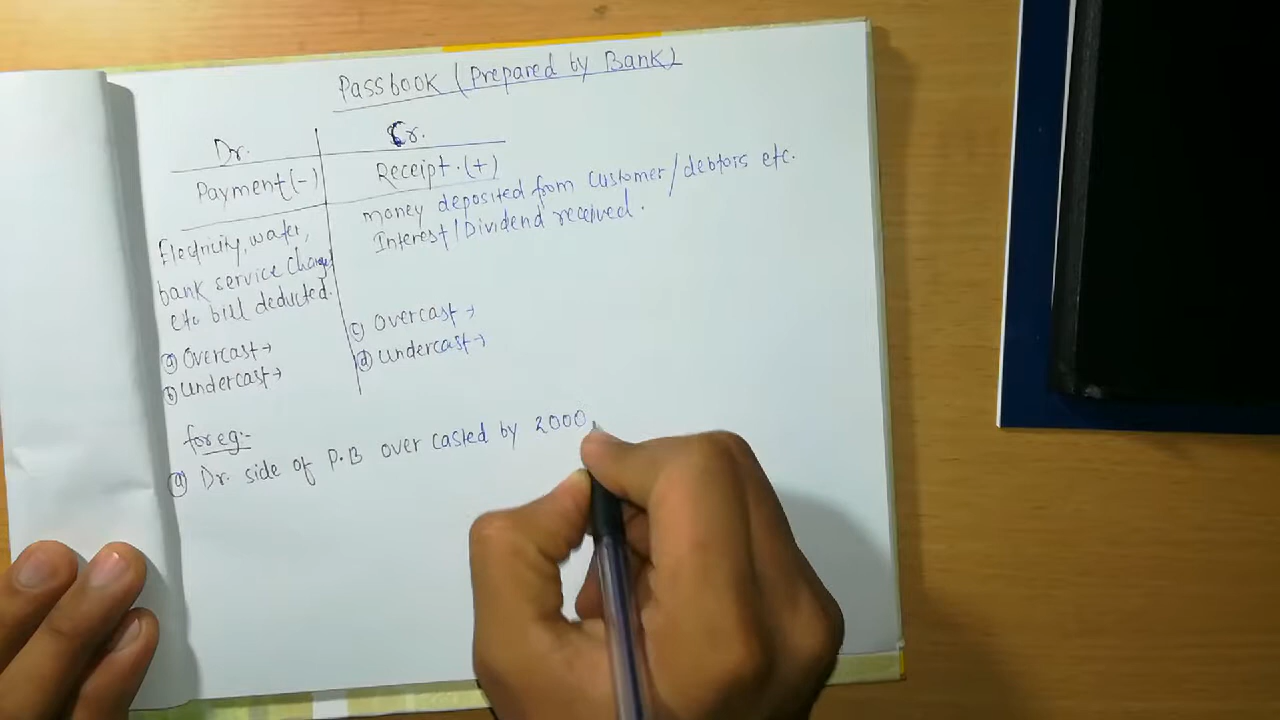 Passbook (Prepared by Bank)
Dr. Cr.
Payment (-) Receipt. (+)
money deposited from customer/debtors etc.
Interest/Dividend received.
Electricity, water,
bank service charges
etc bill deducted.
(a) Overcast →
(b) Undercast →
(c) Overcast →
(d) Undercast →
for eg:-
(a) Dr. side of P.B over casted by 2000